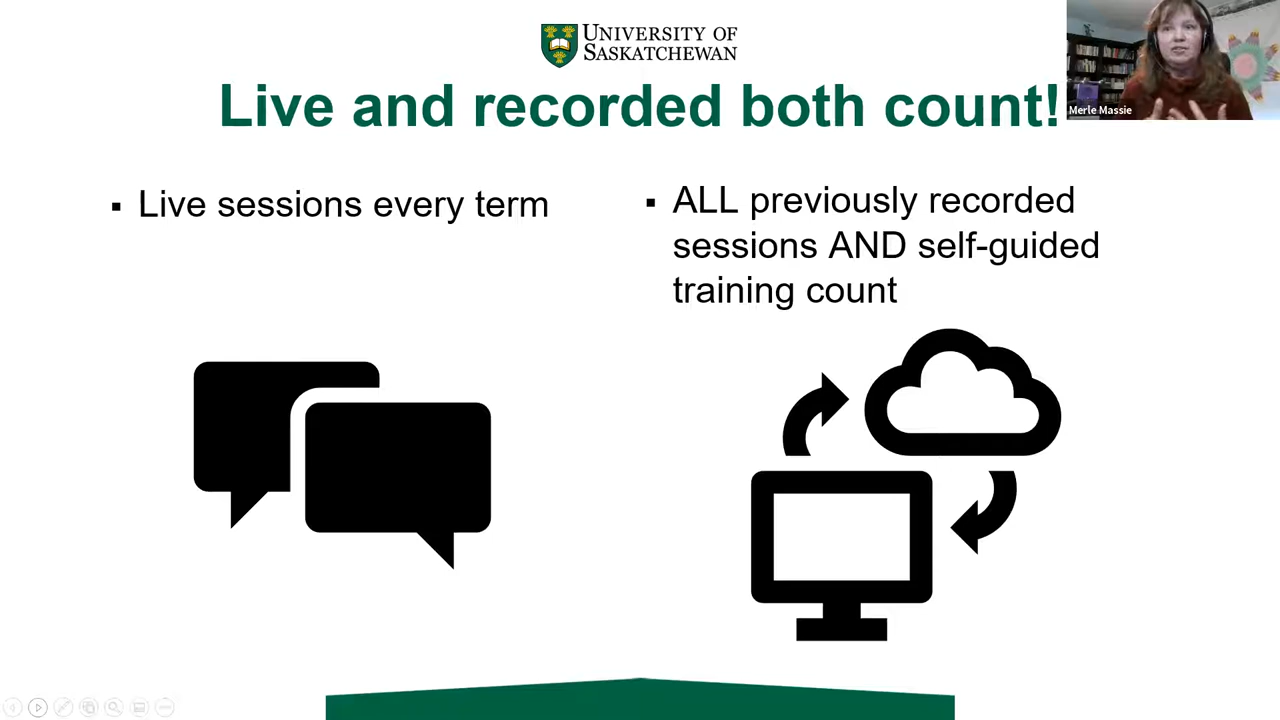 UNIVERSITY OF
SASKATCHEWAN
Live and recorded both count!
Merle Massie
▪ Live sessions every term
▪ ALL previously recorded
sessions AND self-guided
training count